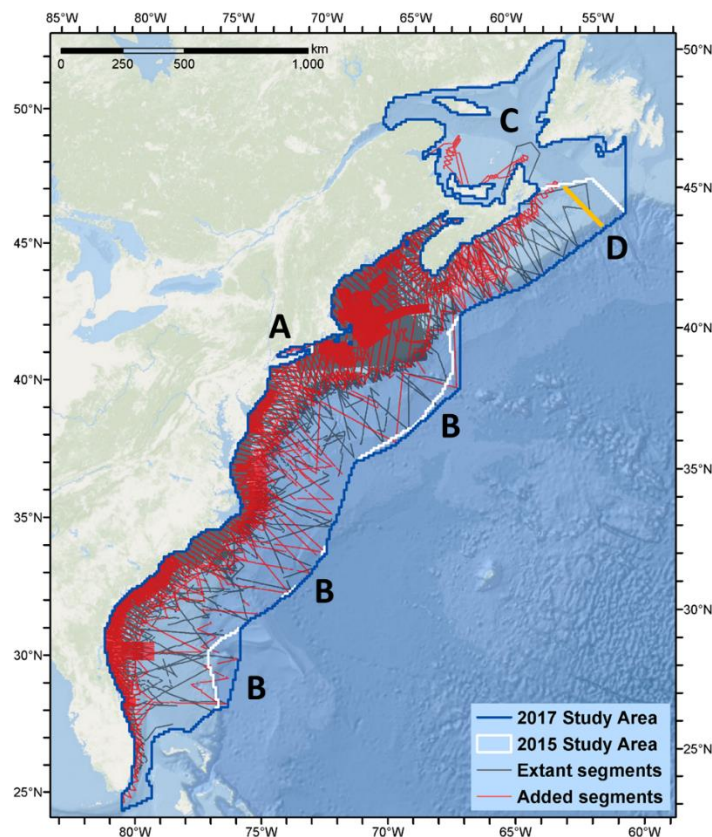 85°W 80°W 75°W 70°W 65°W 60°W 55°W
km
0 250 500 1,000
50°N
50°N
C
45°N
45°N
D
A
40°N
40°N
B
35°N
35°N
B
30°N
30°N
B
25°N
25°N
2017 Study Area
2015 Study Area
Extant segments
Added segments
80°W 75°W 70°W 65°W 60°W